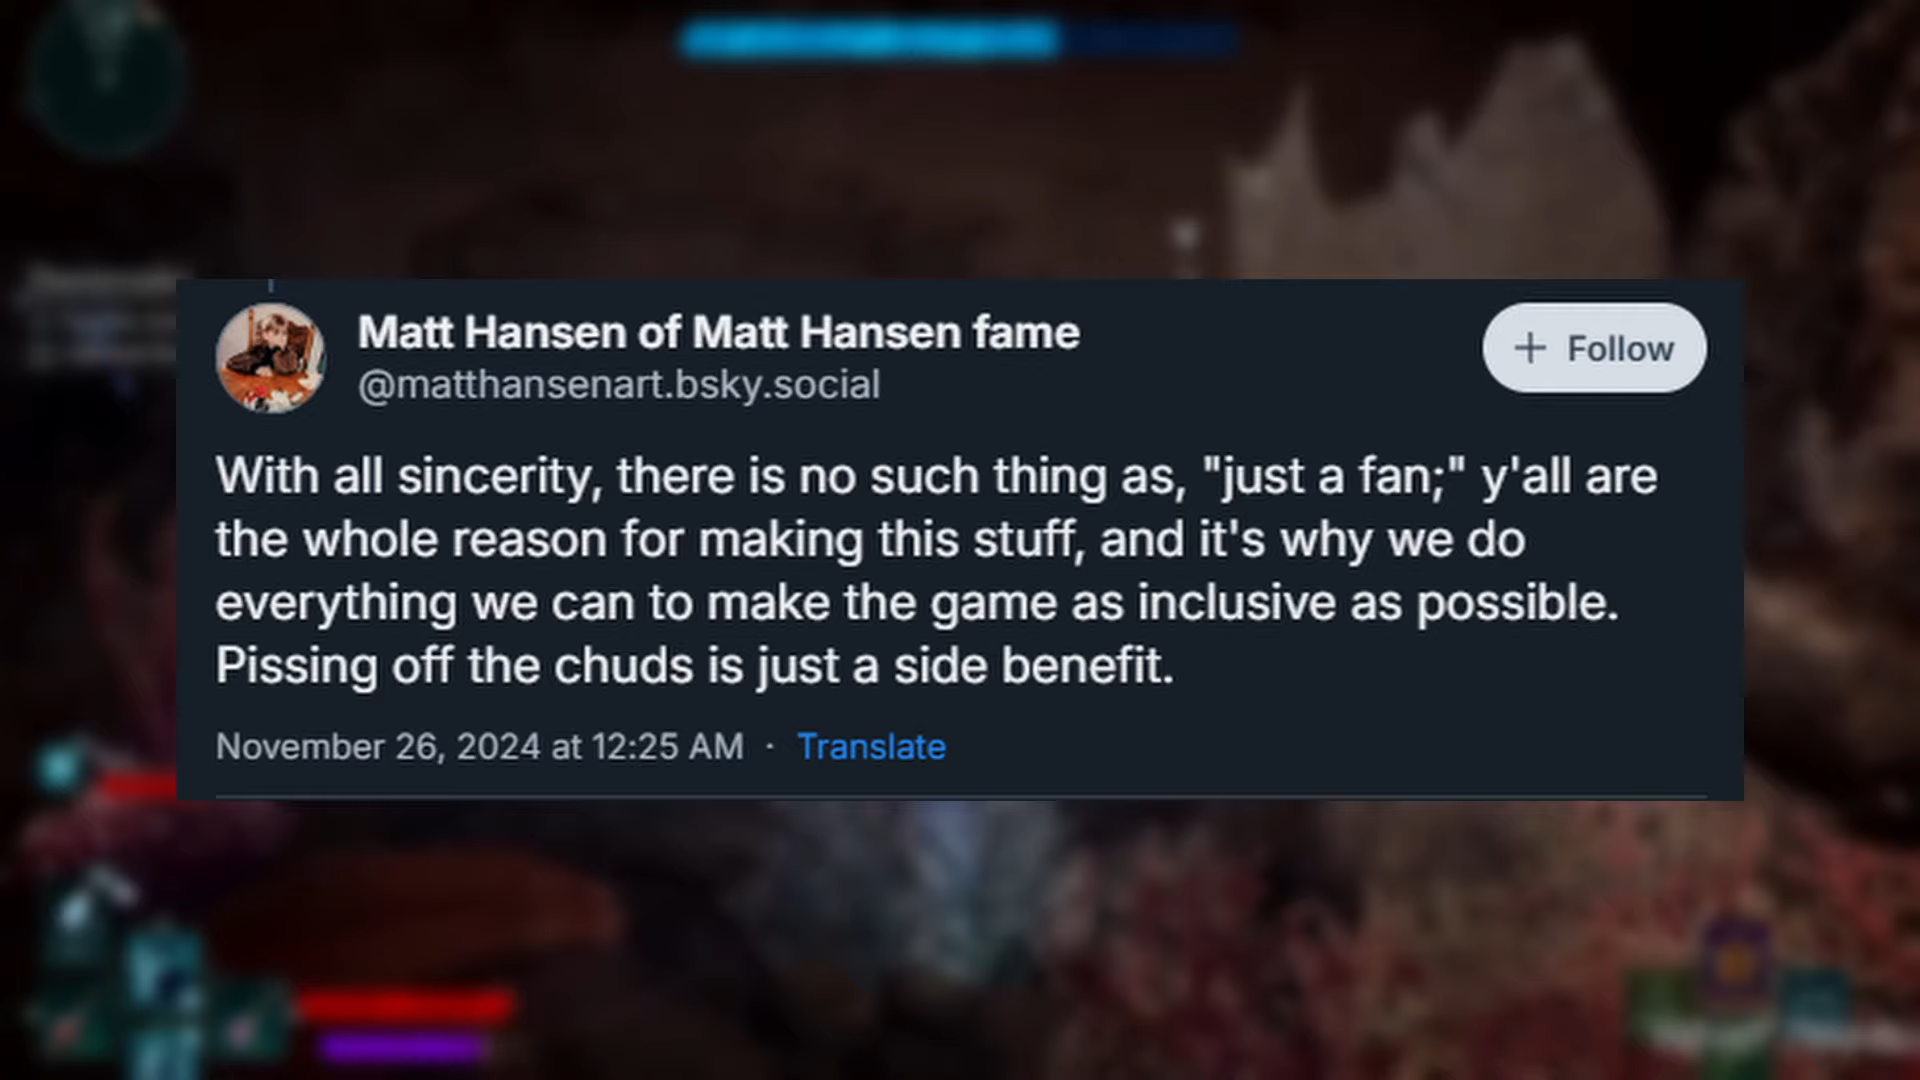 Matt Hansen of Matt Hansen fame
@matthansenart.bsky.social
+ Follow
With all sincerity, there is no such thing as, "just a fan;" y'all are
the whole reason for making this stuff, and it's why we do
everything we can to make the game as inclusive as possible.
Pissing off the chuds is just a side benefit.
November 26, 2024 at 12:25 AM · Translate